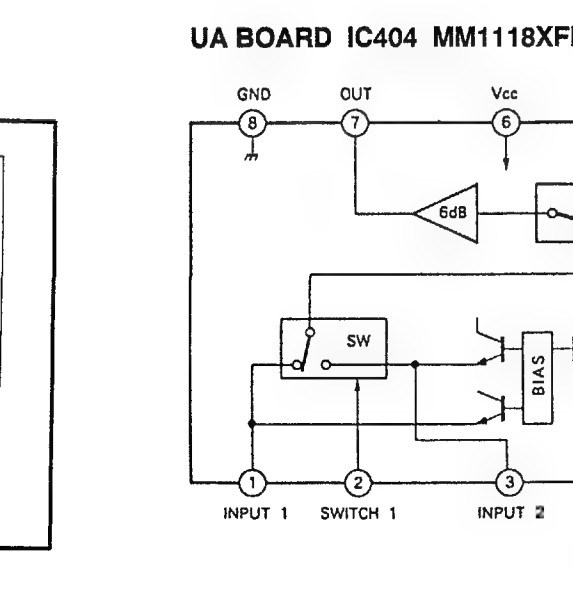 UA BOARD IC404 MM1118XF
GND OUT Vcc
8 7 6
6dB
SW
BIAS
1 2 3
INPUT 1 SWITCH 1 INPUT 2